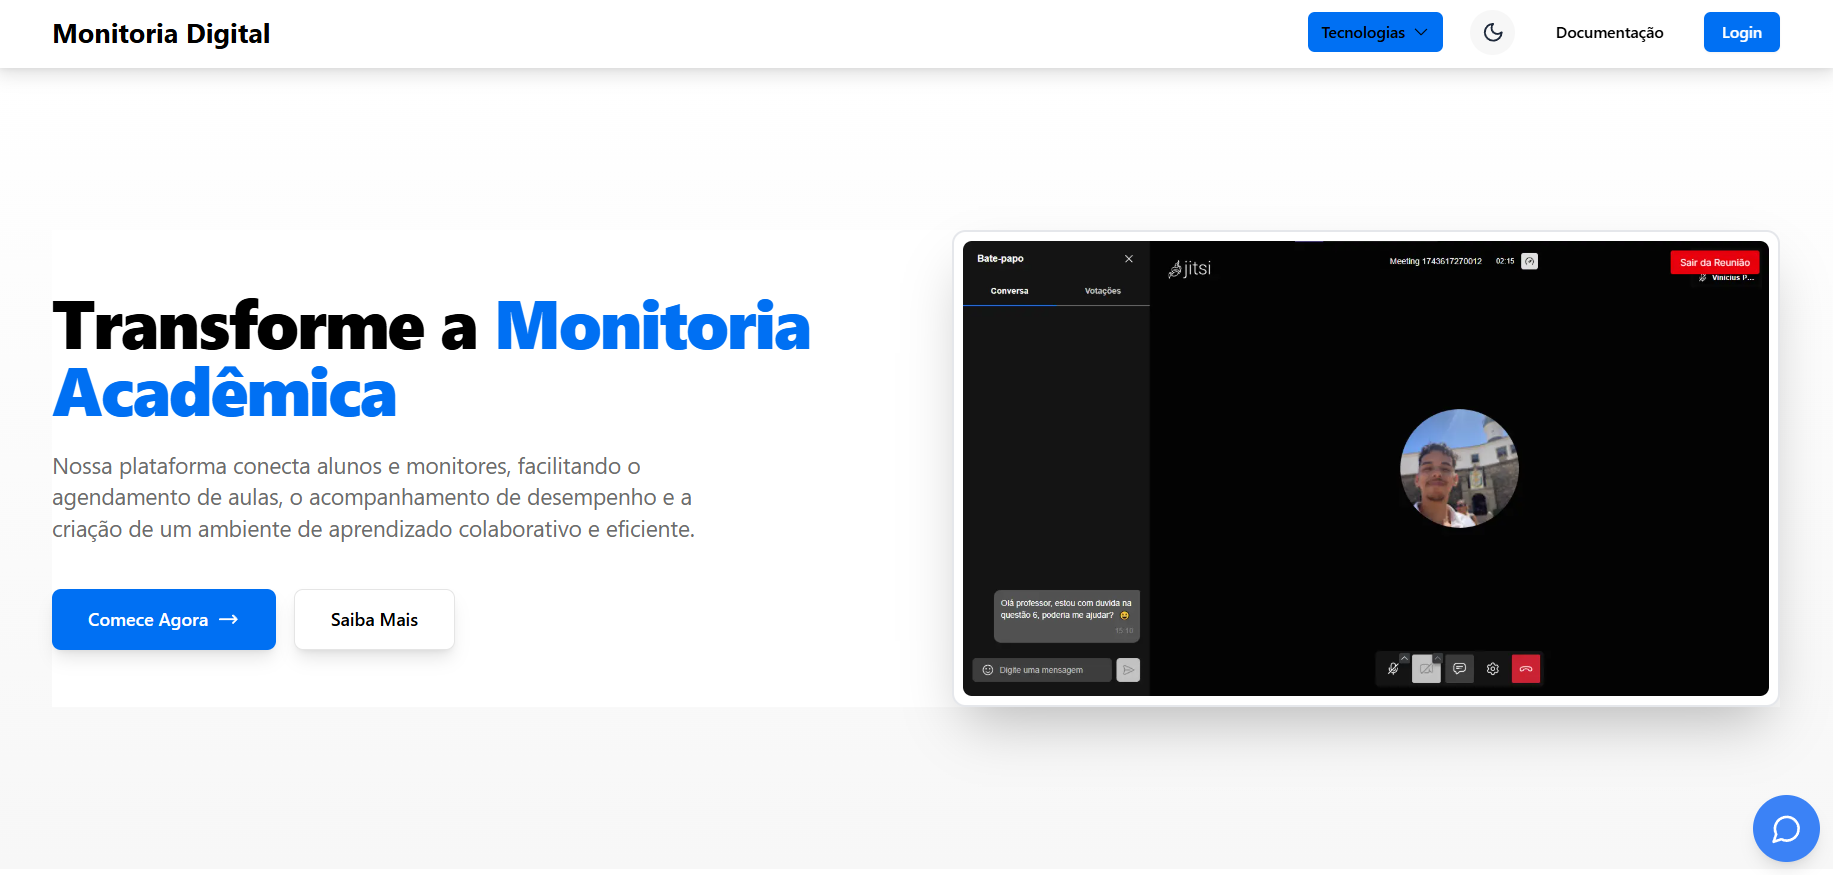 Monitoria Digital
Tecnologias
Documentação
Login
Transforme a Monitoria
Acadêmica
Nossa plataforma conecta alunos e monitores, facilitando o
agendamento de aulas, o acompanhamento de desempenho e a
criação de um ambiente de aprendizado colaborativo e eficiente.
Comece Agora
Saiba Mais
Bate-papo
Conversa
Votações
Olá professor, estou com duvida na
questão 6, poderia me ajudar? 😆
15:10
Digite uma mensagem
jitsi
Meeting 1743617270012
02:15
Sair da Reunião
Vinicius P...